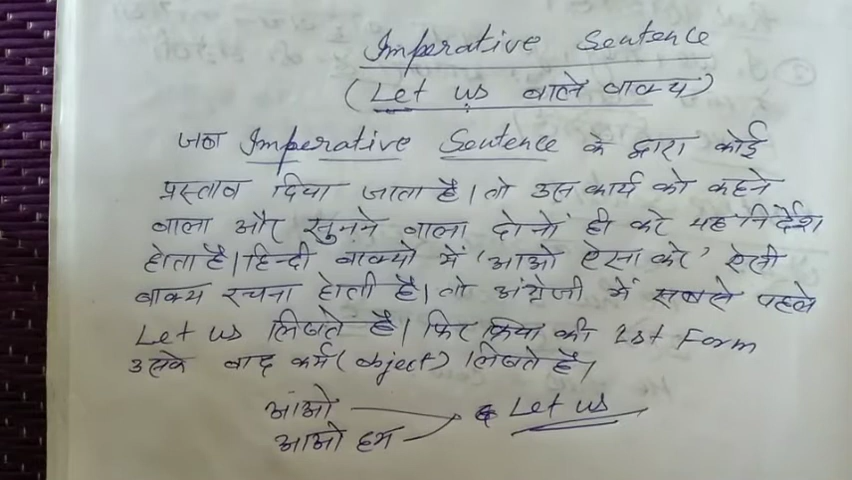 Imperative Sentence
(Let us वाले वाक्य)
जब Imperative Sentence के द्वारा कोई
प्रस्ताव दिया जाता है। तो उस कार्य को कहने
वाला और सुनने वाला दोनों ही करे यह निर्देश
होता है। हिन्दी वाक्यो में 'आओ ऐसा करे' ऐसी
वाक्य रचना होती है। तो अंग्रेजी में सबसे पहले
Let us लिखते है। फिर क्रिया की 1st Form
उसके बाद कर्म (object) लिखते है।
आओ
आओ हम
Let us